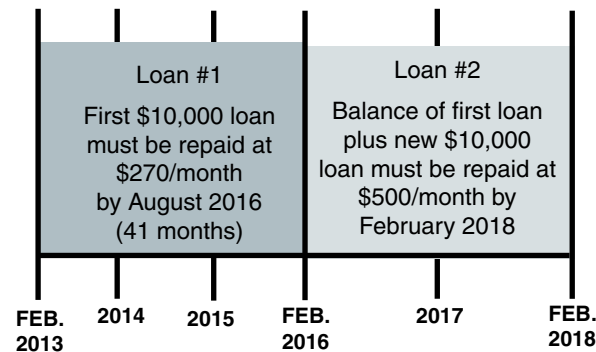 Loan #1
First $10,000 loan
must be repaid at
$270/month
by August 2016
(41 months)
Loan #2
Balance of first loan
plus new $10,000
loan must be repaid at
$500/month by
February 2018
FEB.
2013
2014
2015
FEB.
2016
2017
FEB.
2018